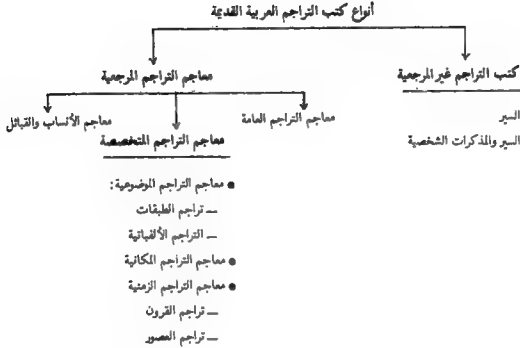 أنواع كتب التراجم العربية القديمة
كتب التراجم غير المرجعية
معاجم التراجم المرجعية
السير
السير والمذكرات الشخصية
معاجم التراجم العامة
معاجم التراجم المتخصصة
معاجم الأنساب والقبائل
● معاجم التراجم الموضوعية:
— تراجم الطبقات
— التراجم الألفبائية
● معاجم التراجم المكانية
● معاجم التراجم الزمنية
— تراجم القرون
— تراجم العصور